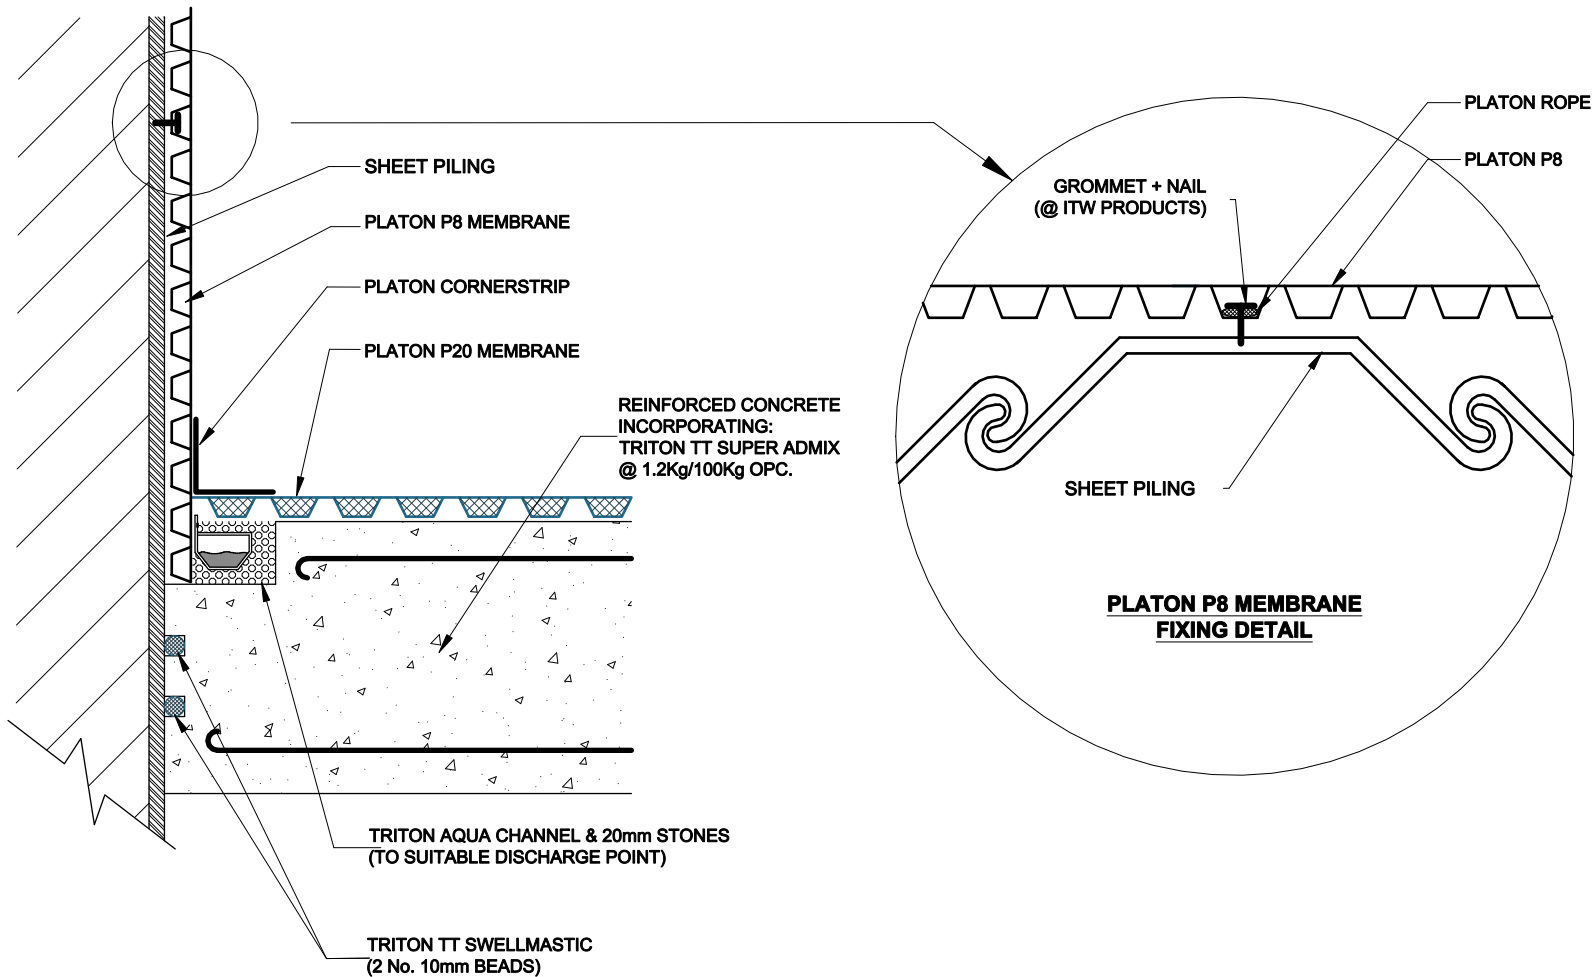 SHEET PILING
PLATON P8 MEMBRANE
PLATON CORNERSTRIP
PLATON P20 MEMBRANE
REINFORCED CONCRETE
INCORPORATING:
TRITON TT SUPER ADMIX
@ 1.2Kg/100Kg OPC.
TRITON AQUA CHANNEL & 20mm STONES
(TO SUITABLE DISCHARGE POINT)
TRITON TT SWELLMASTIC
(2 No. 10mm BEADS)
PLATON ROPE
PLATON P8
GROMMET + NAIL
(@ ITW PRODUCTS)
SHEET PILING
PLATON P8 MEMBRANE
FIXING DETAIL